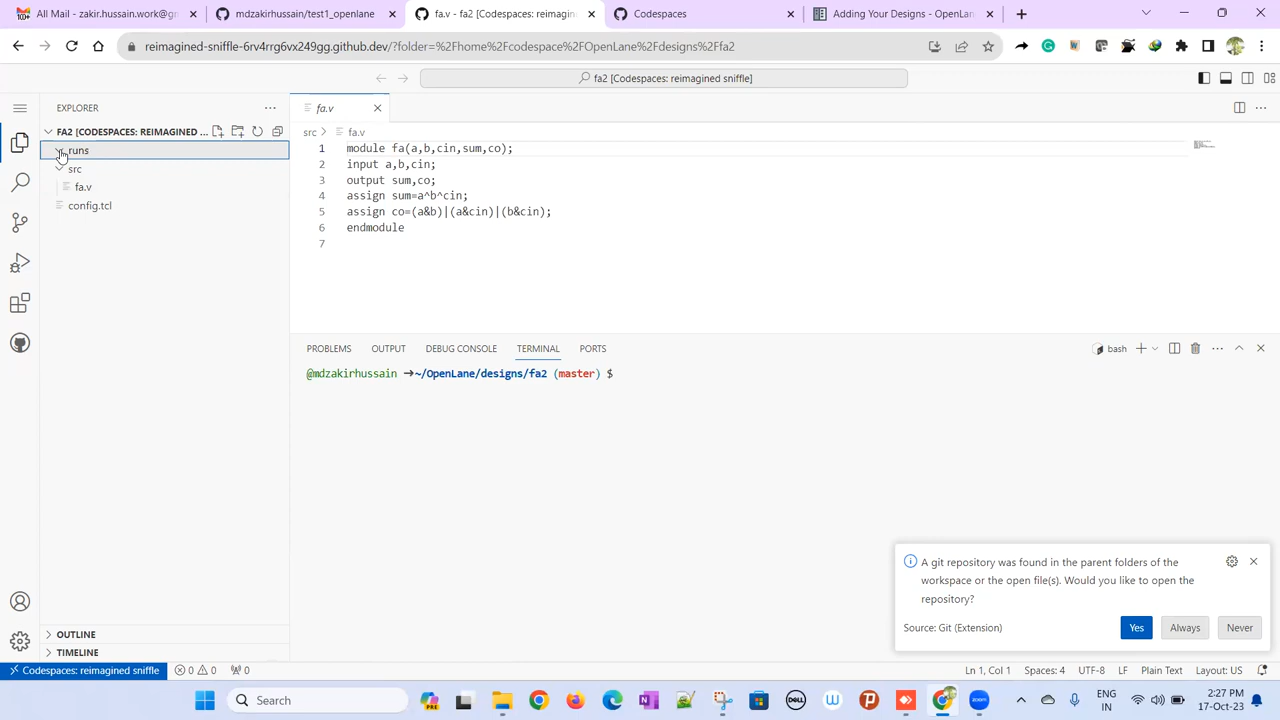 All Mail - zakir.hussain.work@gn
mdzakirhussain/test1_openlane
fa.v - fa2 [Codespaces: reimagin
Codespaces
Adding Your Designs - OpenLan
reimagined-sniffle-6rv4rrg6vx249gg.github.dev/?folder=%2Fhome%2Fcodespace%2FOpenLane%2Fdesigns%2Ffa2
fa2 [Codespaces: reimagined sniffle]
EXPLORER
fa.v
FA2 [CODESPACES: REIMAGINED ...
src > fa.v
runs
src
fa.v
config.tcl
1 module fa(a,b,cin,sum,co);
2 input a,b,cin;
3 output sum,co;
4 assign sum=a^b^cin;
5 assign co=(a&b)|(a&cin)|(b&cin);
6 endmodule
7
PROBLEMS OUTPUT DEBUG CONSOLE TERMINAL PORTS
bash
@mdzakirhussain ➜~/OpenLane/designs/fa2 (master) $
A git repository was found in the parent folders of the
workspace or the open file(s). Would you like to open the
repository?
Source: Git (Extension)
Yes Always Never
OUTLINE
TIMELINE
Codespaces: reimagined sniffle 0 0 0
Ln 1, Col 1 Spaces: 4 UTF-8 LF Plain Text Layout: US
Search
ENG
IN
2:27 PM
17-Oct-23